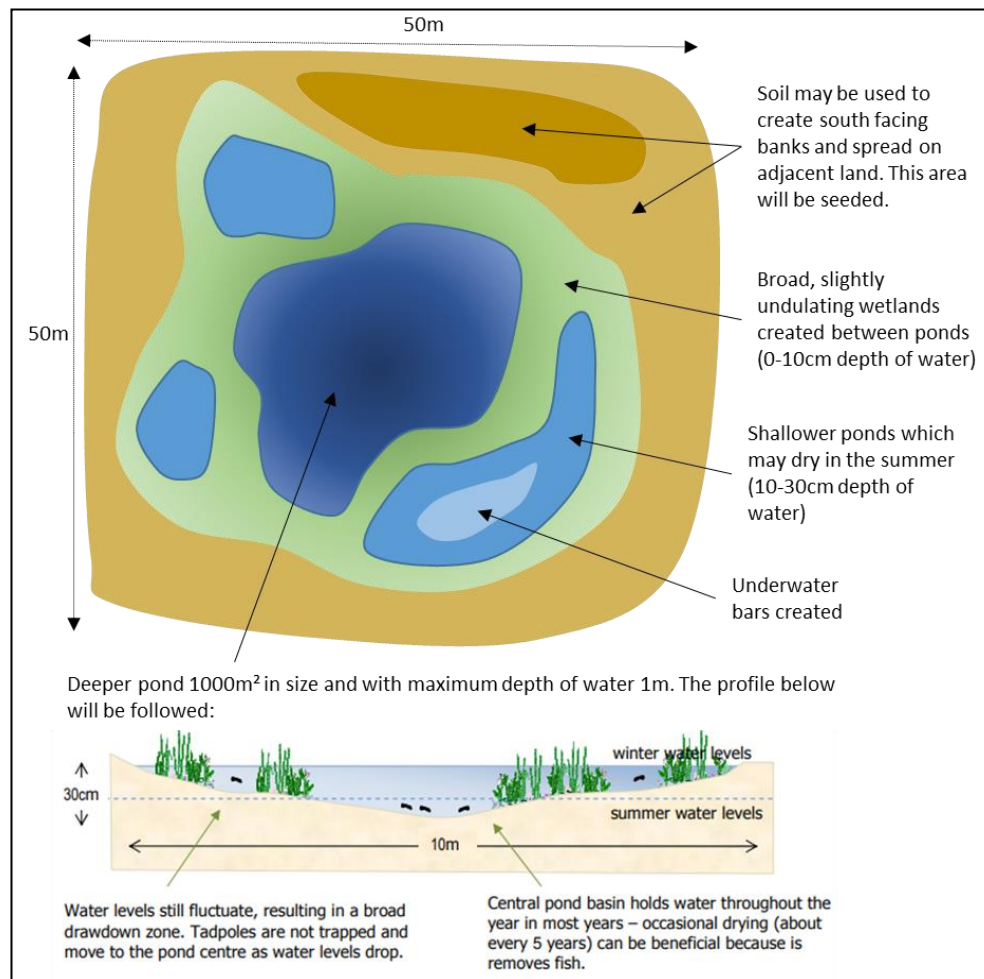 50m
50m
Soil may be used to
create south facing
banks and spread on
adjacent land. This area
will be seeded.
Broad, slightly
undulating wetlands
created between ponds
(0-10cm depth of water)
Shallower ponds which
may dry in the summer
(10-30cm depth of
water)
Underwater
bars created
Deeper pond 1000m² in size and with maximum depth of water 1m. The profile below
will be followed:
winter water levels
30cm
summer water levels
10m
Water levels still fluctuate, resulting in a broad
drawdown zone. Tadpoles are not trapped and
move to the pond centre as water levels drop.
Central pond basin holds water throughout the
year in most years – occasional drying (about
every 5 years) can be beneficial because is
removes fish.